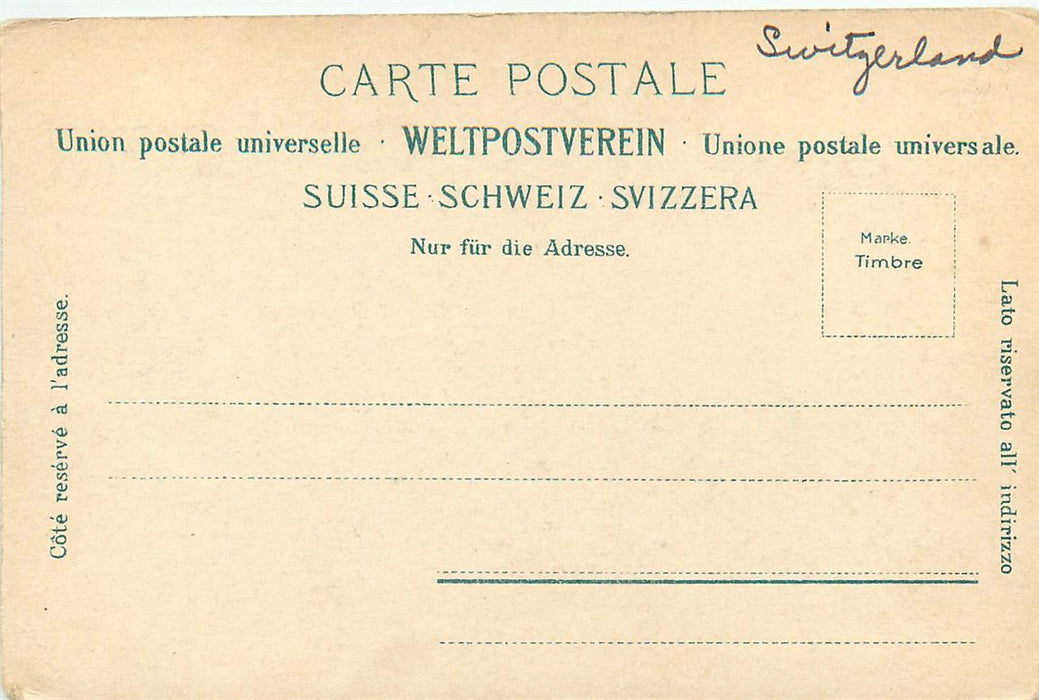 Switzerland
CARTE POSTALE
Union postale universelle · WELTPOSTVEREIN · Unione postale universale.
SUISSE · SCHWEIZ · SVIZZERA
Nur für die Adresse.
Marke.
Timbre
Côté resérvé à l'adresse.
Lato riservato all' indirizzo